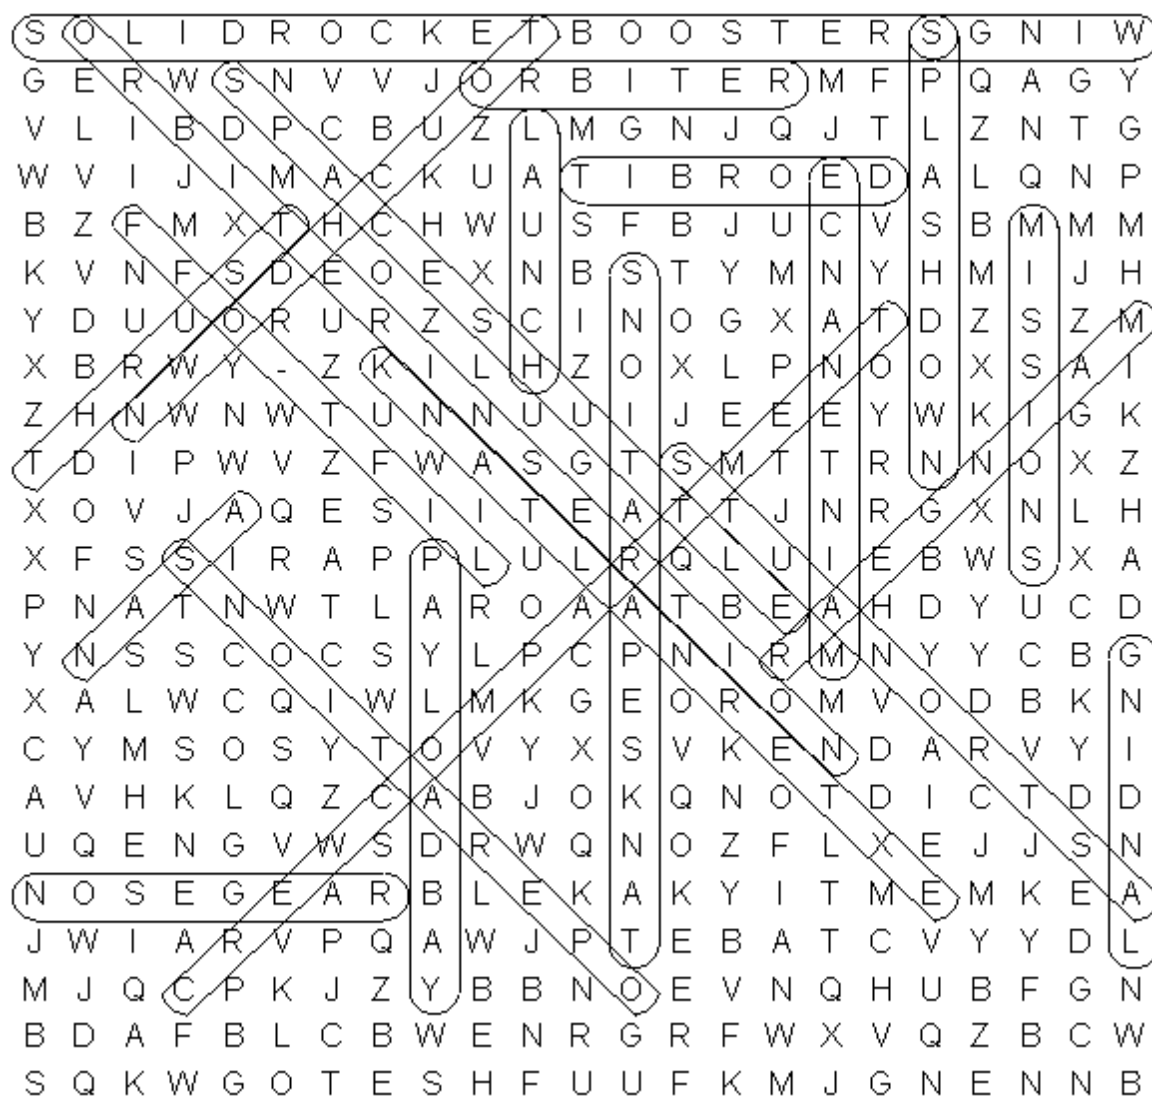 S O L I D R O C K E T B O O S T E R S G N I W
G E R W S N V V J O R B I T E R M F P Q A G Y
V L I B D P C B U Z L M G N J Q J T L Z N T G
W V I J I M A C K U A T I B R O E D A L Q N P
B Z F M X T H C H W U S F B J U C V S B M M M
K V N F S D E O E X N B S T Y M N Y H M I J H
Y D U U O R U R Z S C I N O G X A T D Z S Z M
X B R W Y - Z K I L H Z O X L P N O O X S A I
Z H N W N W T U N N U U I J E E E Y W K I G K
T D I P W V Z F W A S G T S M T T R N N O X Z
X O V J A Q E S I I T E A T T J N R G X N L H
X F S S I R A P P L U L R Q L U I E B W S X A
P N A T N W T L A R O A A T B E A H D Y U C D
Y N S S C O C S Y L P C P N I R M N Y Y C B G
X A L W C Q I W L M K G E O R O M V O D B K N
C Y M S O S Y T O V Y X S V K E N D A R V Y I
A V H K L Q Z C A B J O K Q N O T D I C T D D
U Q E N G V W S D R W Q N O Z F L X E J J S N
N O S E G E A R B L E K A K Y I T M E M K E A
J W I A R V P Q A W J P T E B A T C V Y Y D L
M J Q C P K J Z Y B B N O E V N Q H U B F G N
B D A F B L C B W E N R G R F W X V Q Z B C W
S Q K W G O T E S H F U U F K M J G N E N N B